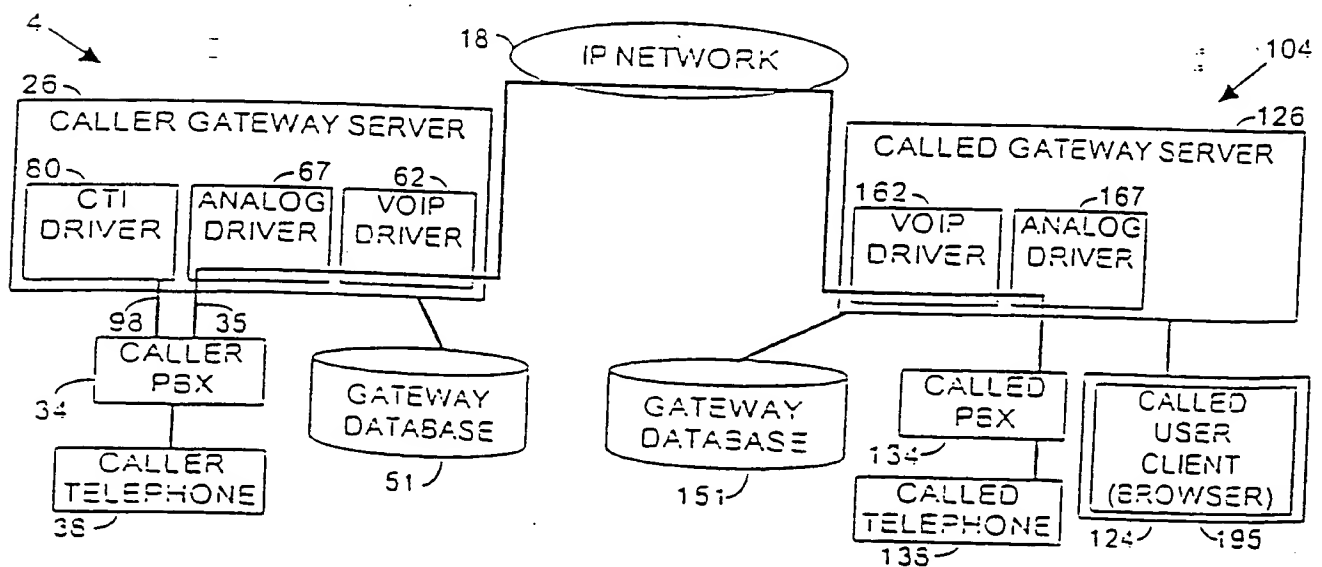 4
18
IP NETWORK
104
26
CALLER GATEWAY SERVER
80
CTI
DRIVER
67
ANALOG
DRIVER
62
VOIP
DRIVER
126
CALLED GATEWAY SERVER
162
VOIP
DRIVER
167
ANALOG
DRIVER
98
35
CALLER
PBX
34
CALLER
TELEPHONE
38
GATEWAY
DATABASE
51
GATEWAY
DATABASE
151
CALLED
PBX
134
CALLED
TELEPHONE
138
CALLED
USER
CLIENT
(BROWSER)
124
195